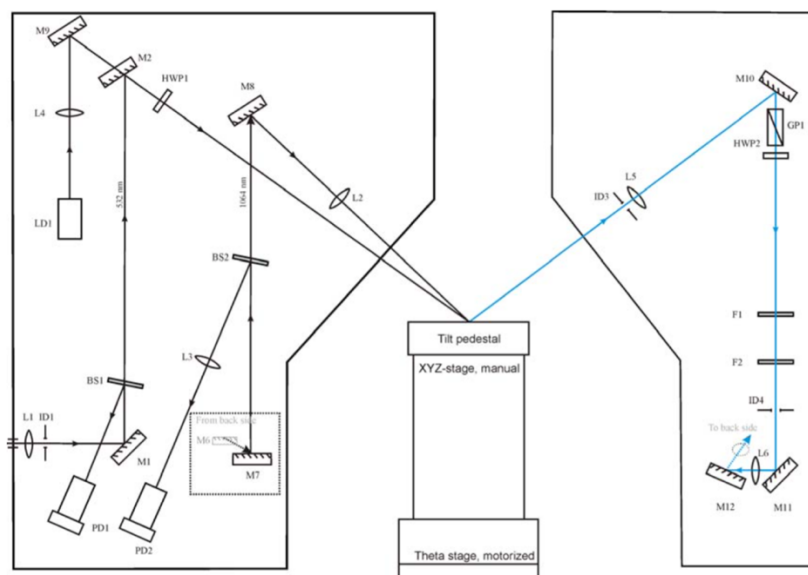 M9
M2
HWP1
M8
M10
L4
GP1
HWP2
532 nm
1064 nm
L5
ID3
L2
LD1
BS2
F1
Tilt pedestal
L3
F2
XYZ-stage, manual
BS1
ID4
From back side
To back side
L1 ID1
M6
L6
M1
M7
M12
M11
PD1
PD2
Theta stage, motorized